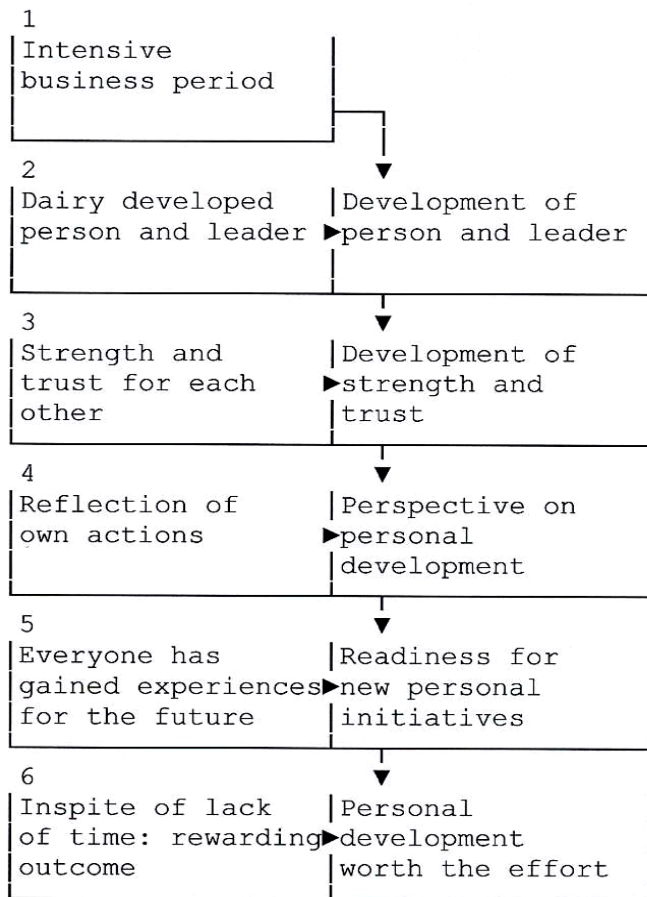 1
Intensive
business period
2
Dairy developed
person and leader
Development of
person and leader
3
Strength and
trust for each
other
Development of
strength and
trust
4
Reflection of
own actions
Perspective on
personal
development
5
Everyone has
gained experiences
for the future
Readiness for
new personal
initiatives
6
Inspite of lack
of time: rewarding
outcome
Personal
development
worth the effort